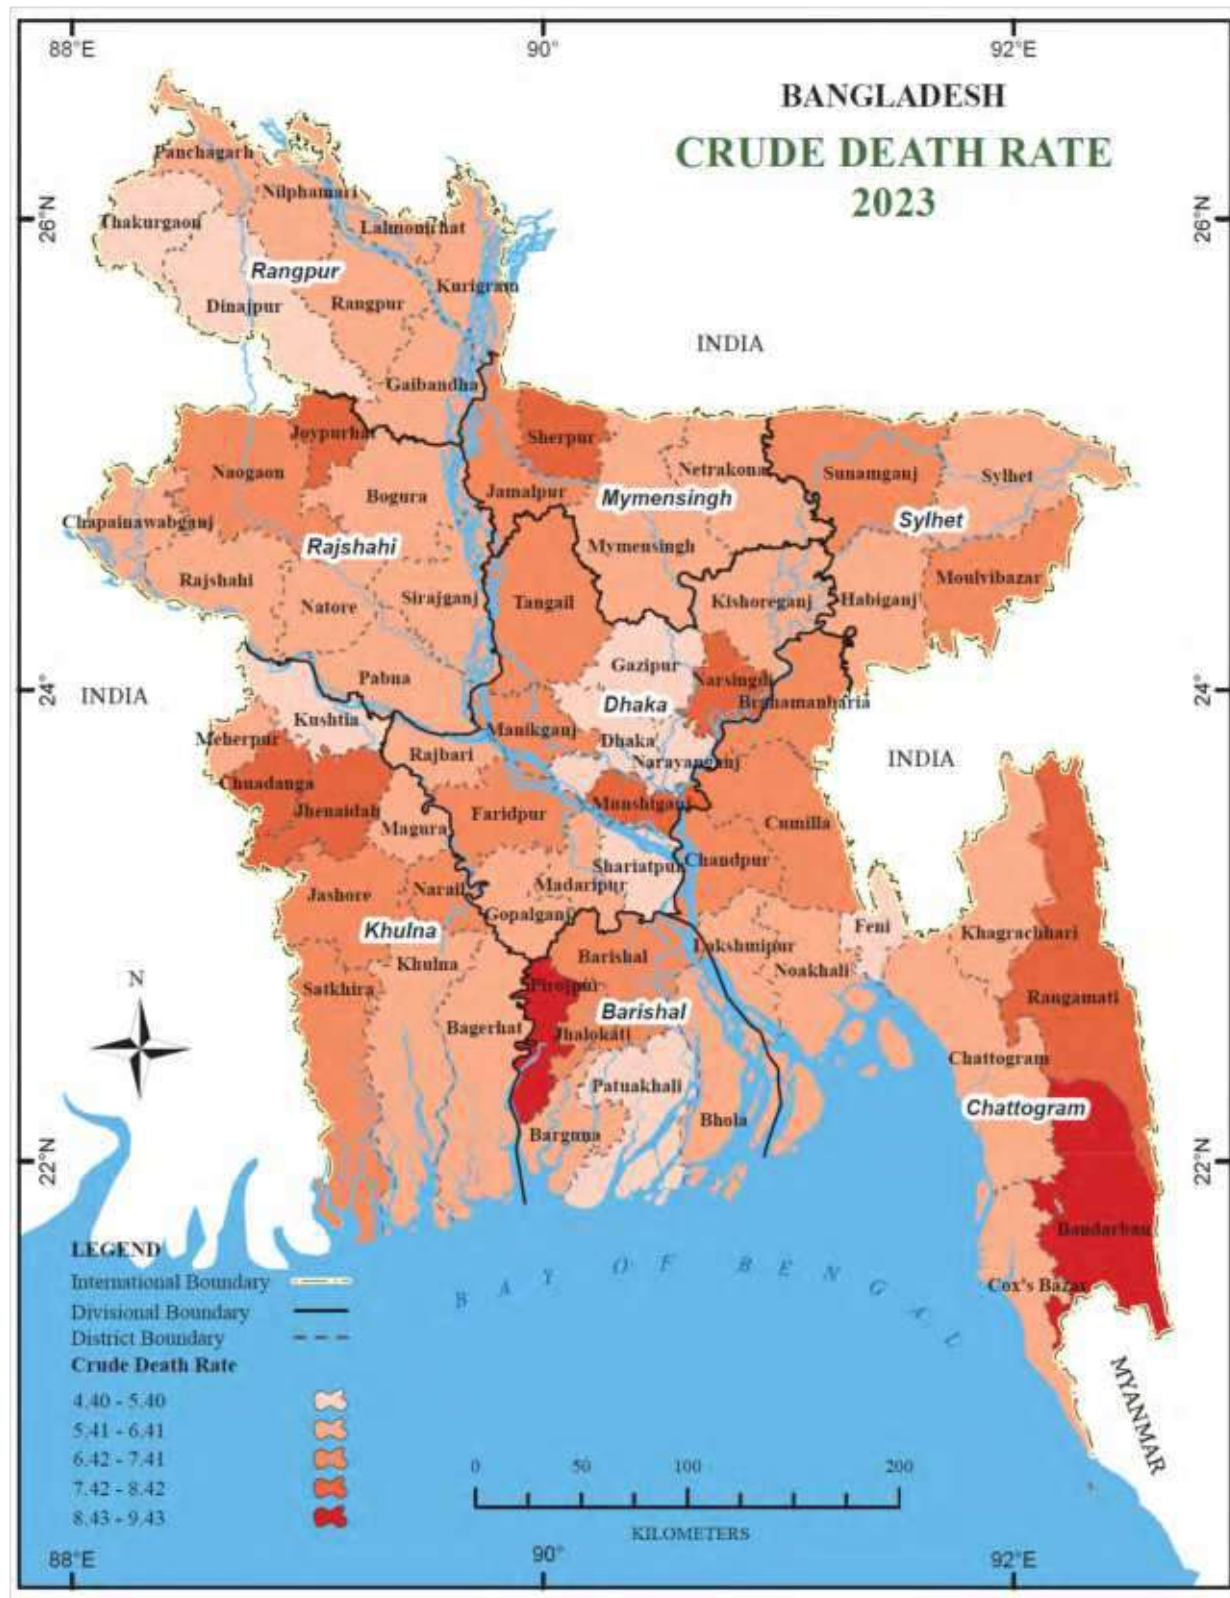 88°E 90° 92°E
BANGLADESH
CRUDE DEATH RATE
2023
26°N 26°N
Panchagarh
Nilphamari
Thakurgaon
Lalmonirhat
Rangpur
Kurigram
Dinajpur
Rangpur
INDIA
Gaibandha
Joypurhat
Sherpur
Naogaon
Netrakona
Sunamganj
Sylhet
Bogura
Jamalpur
Mymensingh
Chapainawabganj
Sylhet
Rajshahi
Mymensingh
Rajshahi
Moulvibazar
Natore
Sirajganj
Tangail
Kishoreganj
Habiganj
Gazipur
Pabna
Narsingdi
24° 24°
INDIA
Dhaka
Brahamanbaria
Kushtia
Manikganj
Meherpur
Dhaka
Rajbari
Narayanganj
INDIA
Chuadanga
Jhenaidah
Munshiganj
Faridpur
Magura
Cumilla
Shariatpur
Chandpur
Jashore
Narail
Madaripur
Gopalganj
Khulna
Feni
Khagrachhari
Lakshmipur
Barishal
Khulna
Noakhali
Satkhira
Pirojpur
Rangamati
N
Barishal
Bagerhat
Jhalokati
Chattogram
Patuakhali
Chattogram
Bhola
Barguna
22°N 22°N
Bandarban
Cox's Bazar
BAY OF BENGAL
MYANMAR
LEGEND
International Boundary
Divisional Boundary
District Boundary
Crude Death Rate
4.40 - 5.40
5.41 - 6.41
6.42 - 7.41
7.42 - 8.42
8.43 - 9.43
0 50 100 200
KILOMETERS
88°E 90° 92°E